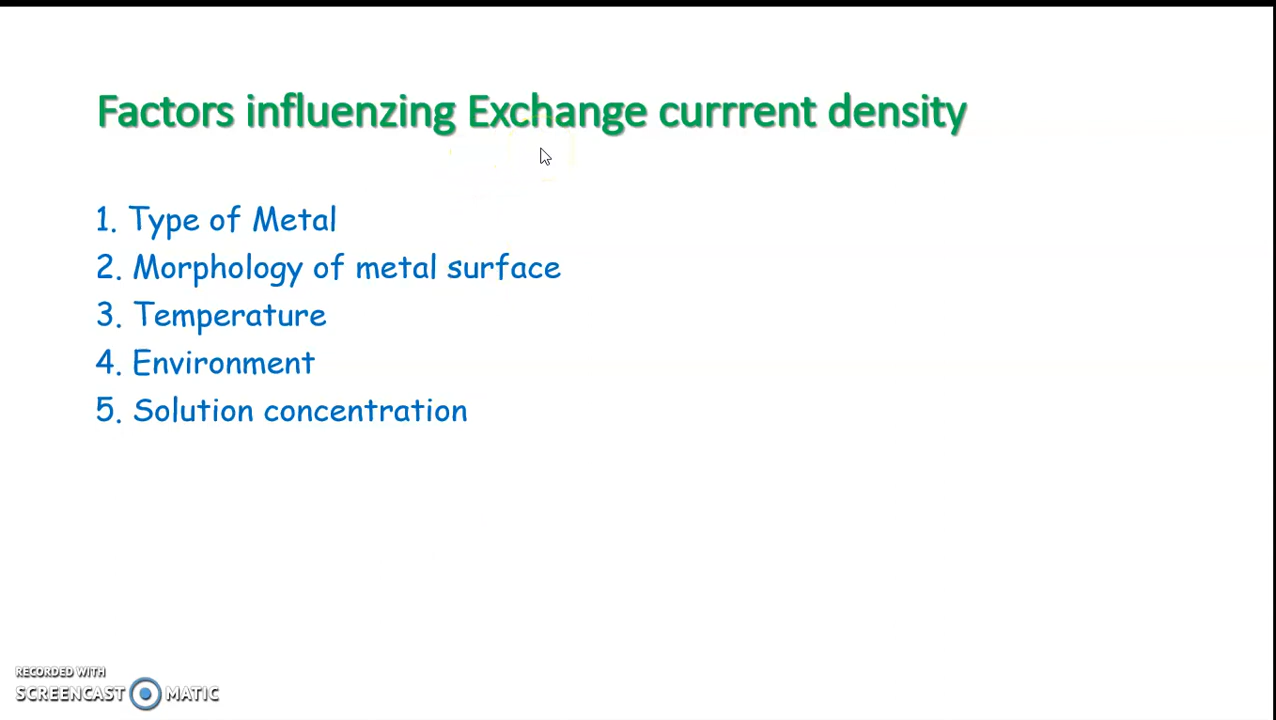 Factors influenzing Exchange currrent density
1. Type of Metal
2. Morphology of metal surface
3. Temperature
4. Environment
5. Solution concentration
RECORDED WITH
SCREENCAST MATIC